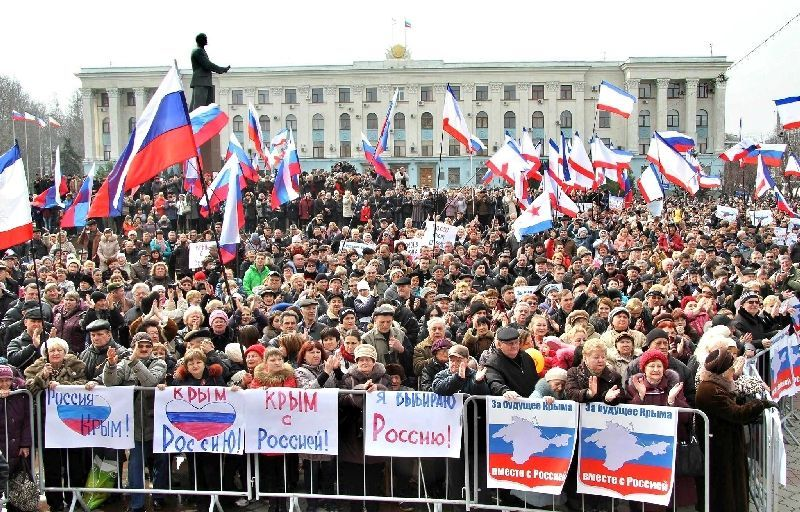 Россия
Крым!
КРЫМ
Россию!
КРЫМ
с
Россией!
Я выбираю
Россию!
За будущее Крыма
вместе с Россией!
За будущее Крыма
вместе с Россией!